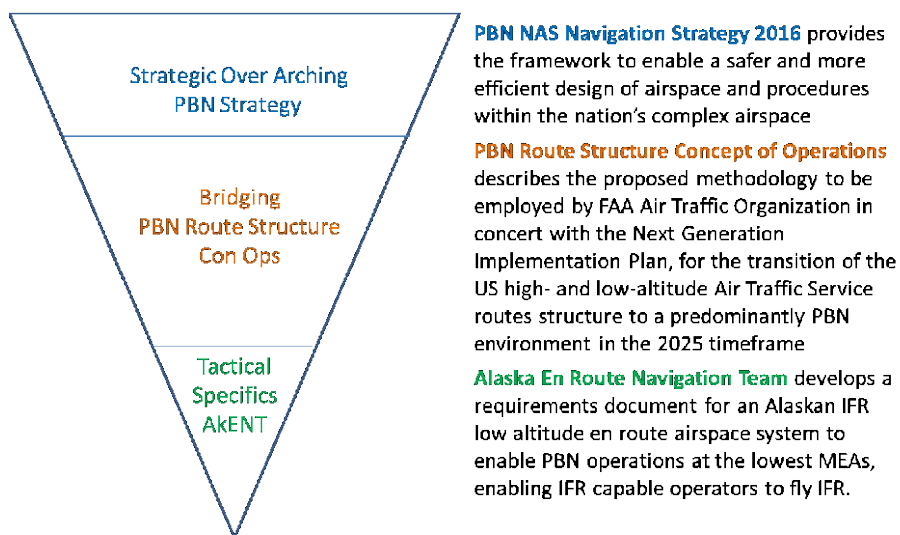 Strategic Over Arching
PBN Strategy
Bridging
PBN Route Structure
Con Ops
Tactical
Specifics
AkENT
PBN NAS Navigation Strategy 2016 provides
the framework to enable a safer and more
efficient design of airspace and procedures
within the nation's complex airspace
PBN Route Structure Concept of Operations
describes the proposed methodology to be
employed by FAA Air Traffic Organization in
concert with the Next Generation
Implementation Plan, for the transition of the
US high- and low-altitude Air Traffic Service
routes structure to a predominantly PBN
environment in the 2025 timeframe
Alaska En Route Navigation Team develops a
requirements document for an Alaskan IFR
low altitude en route airspace system to
enable PBN operations at the lowest MEAs,
enabling IFR capable operators to fly IFR.